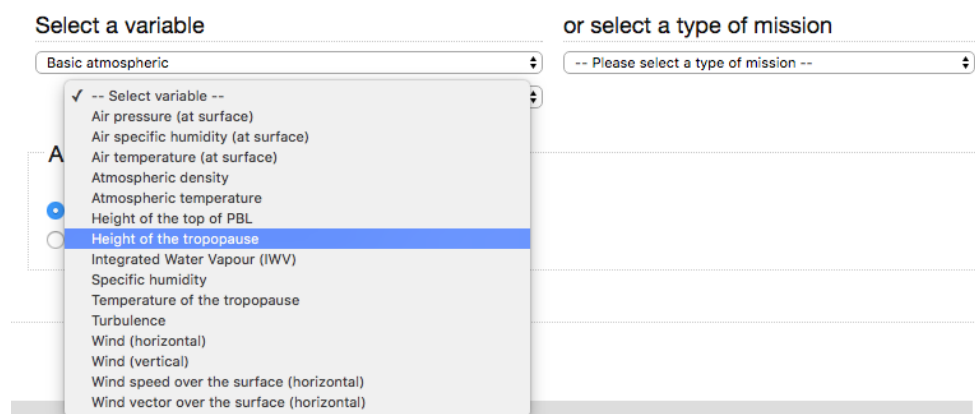 Select a variable
or select a type of mission
Basic atmospheric
-- Please select a type of mission --
✓ -- Select variable --
Air pressure (at surface)
Air specific humidity (at surface)
Air temperature (at surface)
A
Atmospheric density
Atmospheric temperature
Height of the top of PBL
Height of the tropopause
Integrated Water Vapour (IWV)
Specific humidity
Temperature of the tropopause
Turbulence
Wind (horizontal)
Wind (vertical)
Wind speed over the surface (horizontal)
Wind vector over the surface (horizontal)